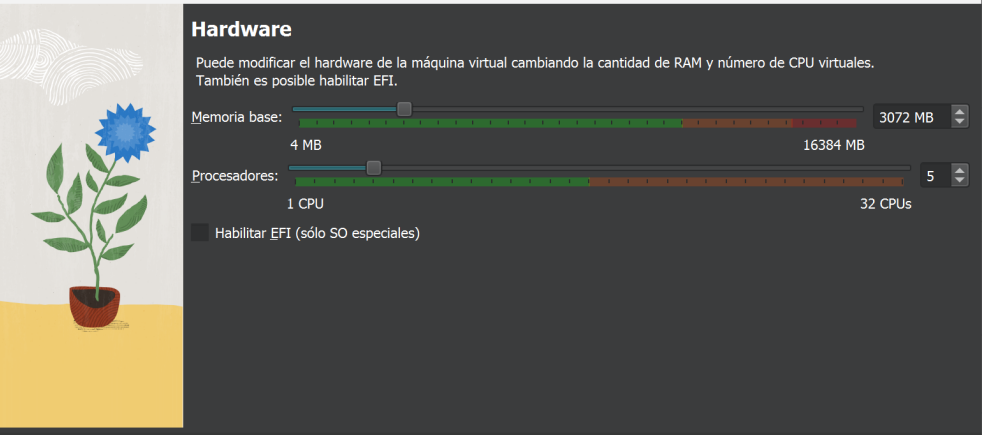 Hardware
Puede modificar el hardware de la máquina virtual cambiando la cantidad de RAM y número de CPU virtuales.
También es posible habilitar EFI.
Memoria base:
3072 MB
4 MB
16384 MB
Procesadores:
5
1 CPU
32 CPUs
Habilitar EFI (sólo SO especiales)